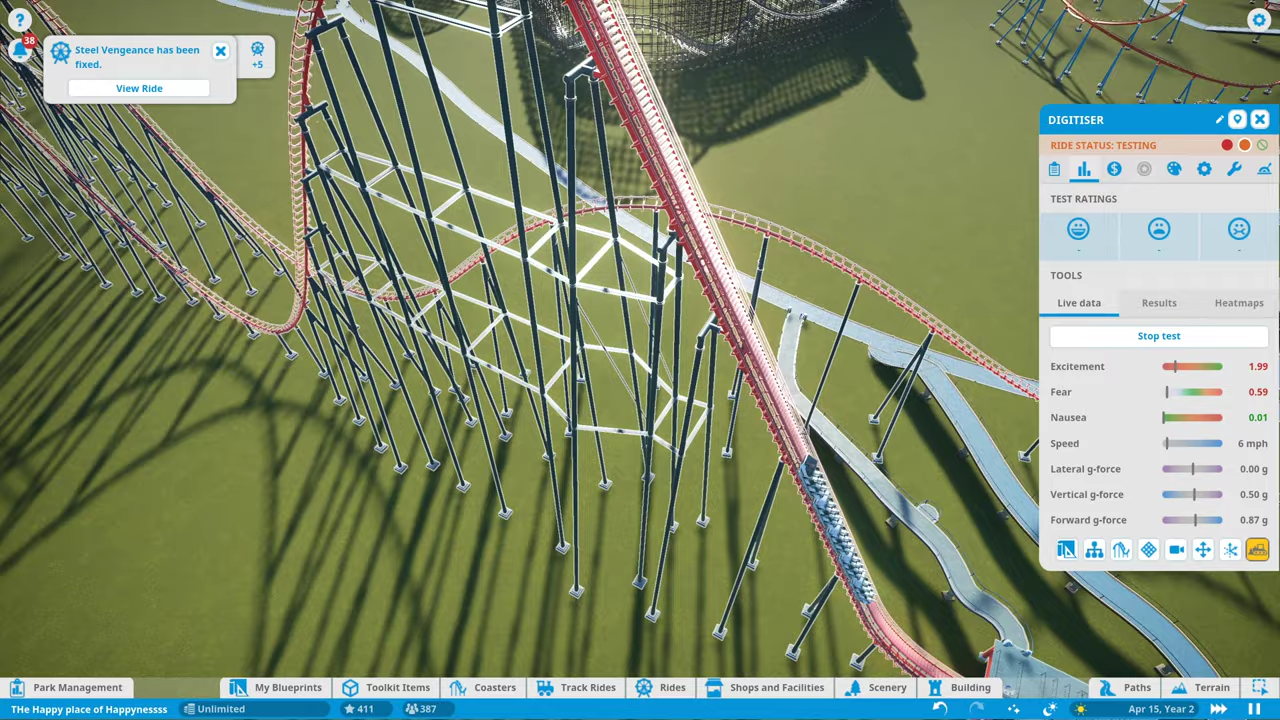 ?
38
Steel Vengeance has been
fixed.
+5
View Ride
DIGITISER
RIDE STATUS: TESTING
TEST RATINGS
- - -
TOOLS
Live data Results Heatmaps
Stop test
Excitement 1.99
Fear 0.59
Nausea 0.01
Speed 6 mph
Lateral g-force 0.00 g
Vertical g-force 0.50 g
Forward g-force 0.87 g
Park Management My Blueprints Toolkit Items Coasters Track Rides Rides Shops and Facilities Scenery Building Paths Terrain
The Happy place of Happynessss Unlimited 411 387 Apr 15, Year 2